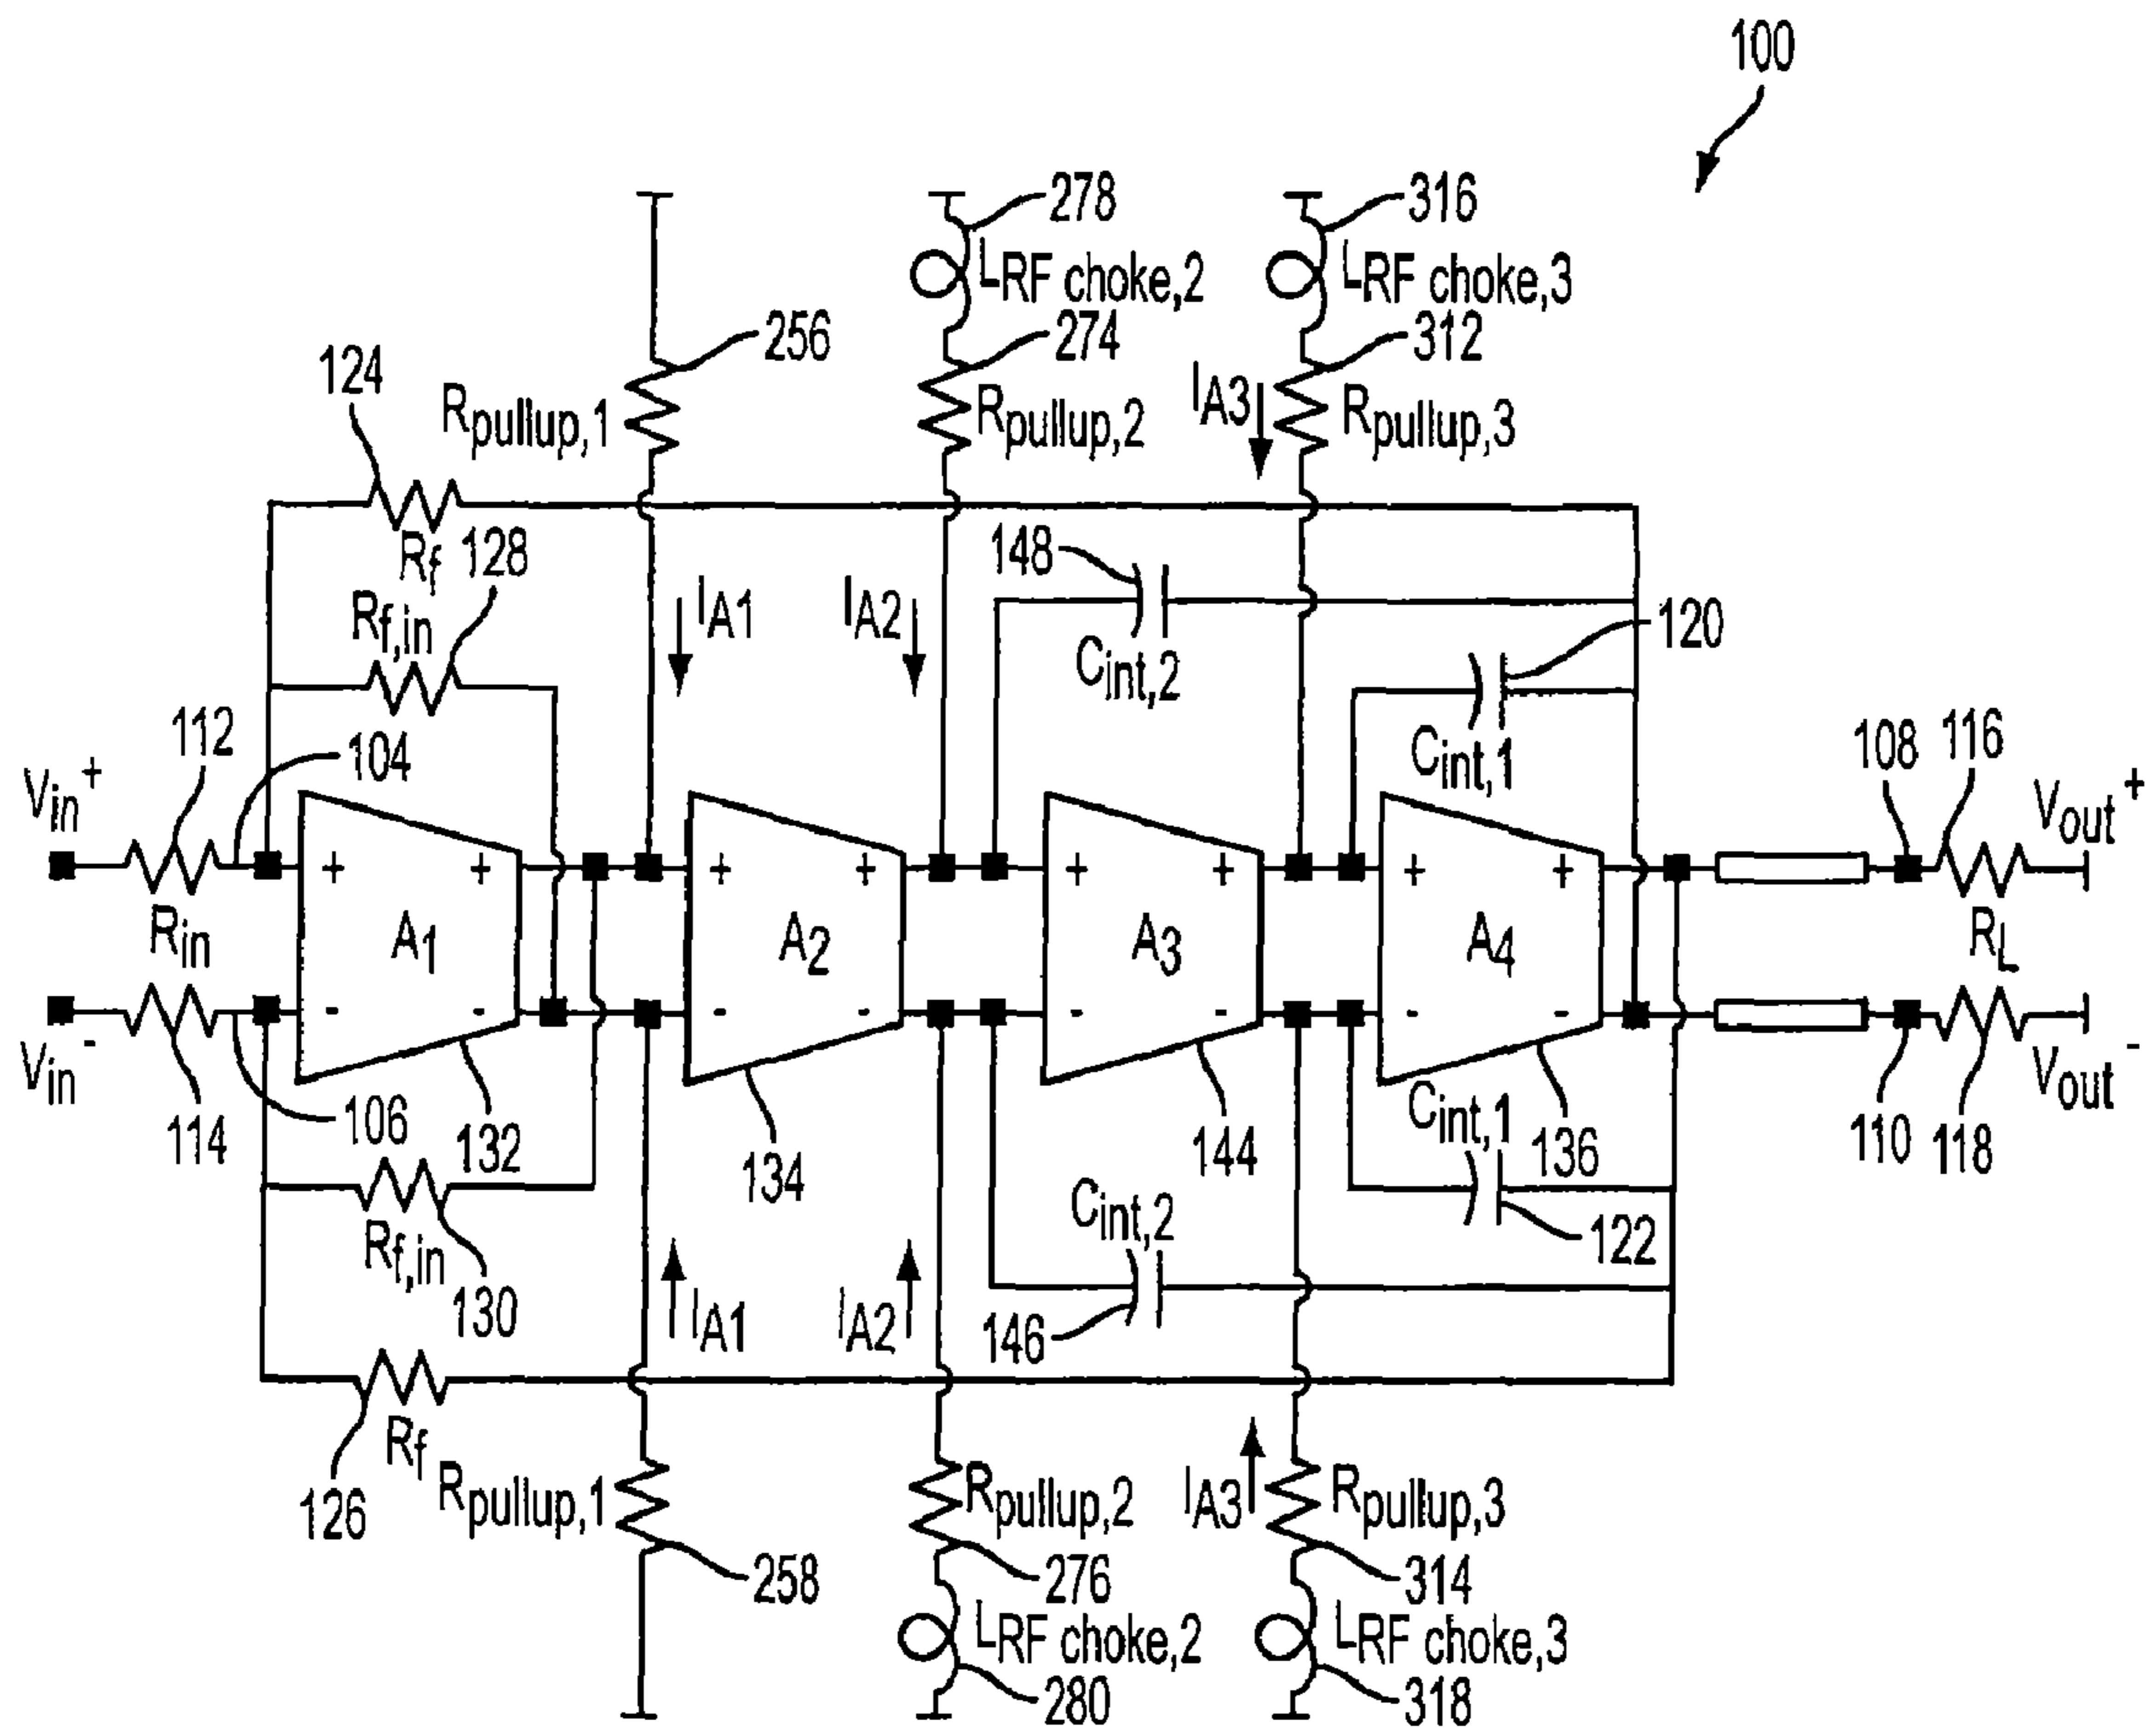 100
278
316
LRF choke,2
LRF choke,3
256
274
312
124
Rpullup,1
Rpullup,2
IA3
Rpullup,3
Rf
128
148
Rf,in
IA1
IA2
120
Cint,2
112
104
Cint,1
108
116
Vin+
Vout+
+
+
+
+
+
+
+
+
Rin
A1
A2
A3
A4
RL
-
-
-
-
-
-
-
-
Vin-
Vout-
114
106
132
134
144
Cint,1
136
110
118
Rf,in
130
Cint,2
122
IA1
IA2
146
126
Rf
Rpullup,1
Rpullup,2
IA3
Rpullup,3
258
276
314
LRF choke,2
LRF choke,3
280
318